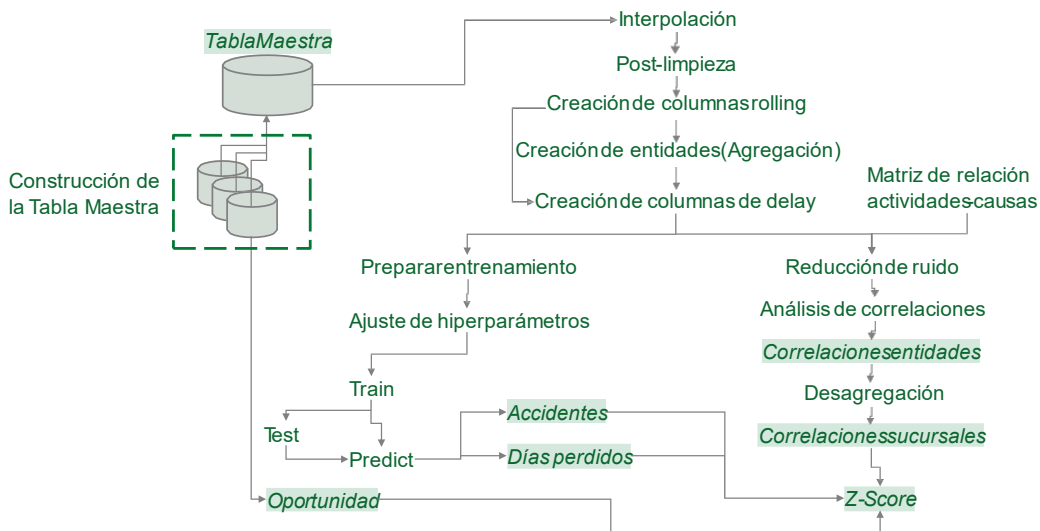 Interpolación
TablaMaestra
Post-limpieza
Creación de columnas rolling
Creación de entidades (Agregación)
Construcción de
la Tabla Maestra
Matriz de relación
actividades-causas
Creación de columnas de delay
Preparar entrenamiento
Reducción de ruido
Ajuste de hiperparámetros
Análisis de correlaciones
Correlaciones entidades
Train
Desagregación
Accidentes
Test
Correlaciones sucursales
Predict
Días perdidos
Oportunidad
Z-Score